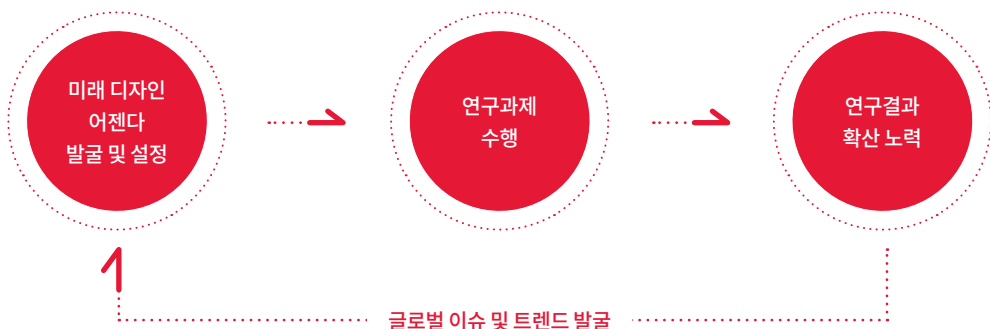 미래 디자인
어젠다
발굴 및 설정
연구과제
수행
연구결과
확산 노력
글로벌 이슈 및 트렌드 발굴